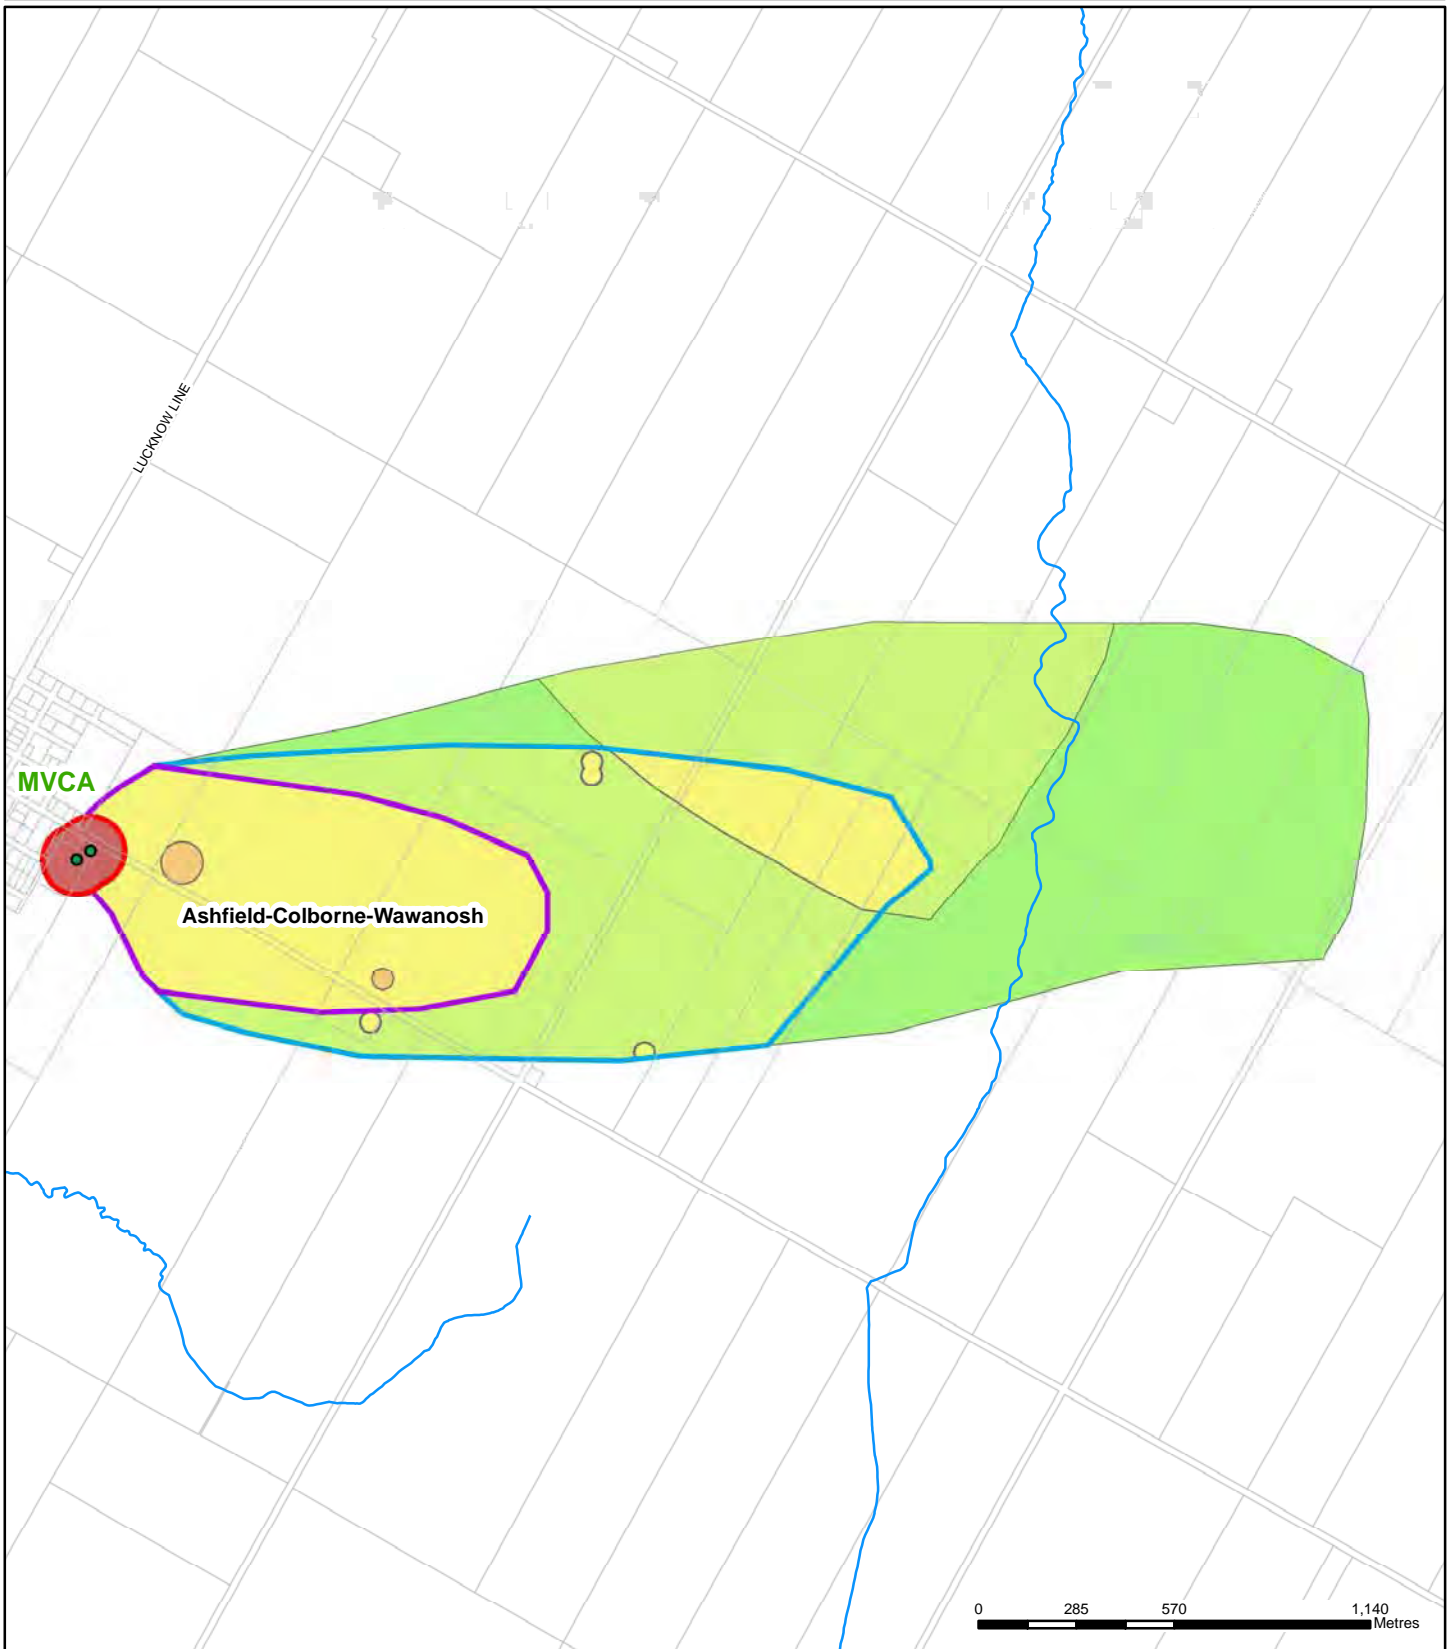 LUCKNOW LINE
MVCA
Ashfield-Colborne-Wawanosh
0 285 570 1,140
Metres